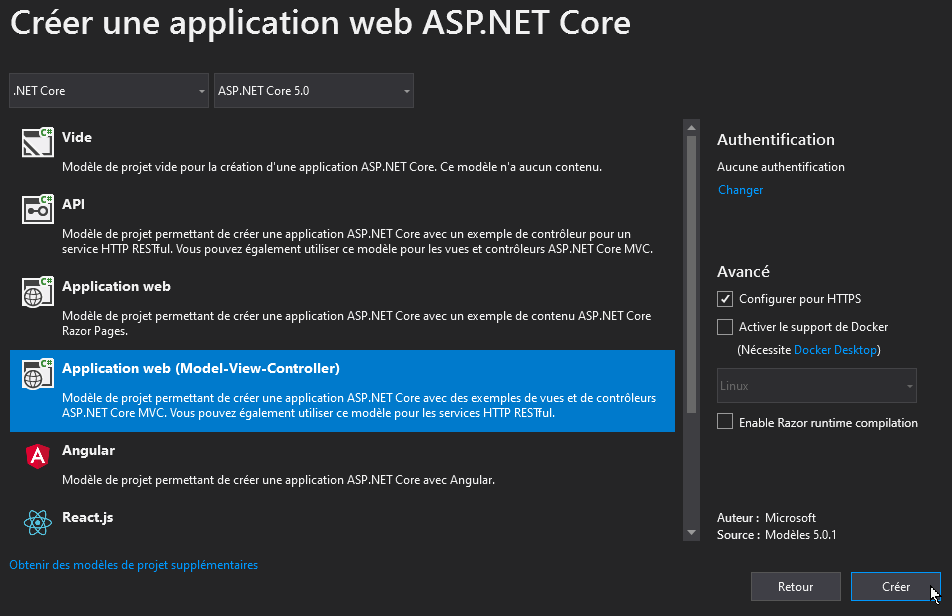 Créer une application web ASP.NET Core
.NET Core
ASP.NET Core 5.0
C#
Vide
Modèle de projet vide pour la création d'une application ASP.NET Core. Ce modèle n'a aucun contenu.
C#
API
Modèle de projet permettant de créer une application ASP.NET Core avec un exemple de contrôleur pour un
service HTTP RESTful. Vous pouvez également utiliser ce modèle pour les vues et contrôleurs ASP.NET Core MVC.
C#
Application web
Modèle de projet permettant de créer une application ASP.NET Core avec un exemple de contenu ASP.NET Core
Razor Pages.
C#
Application web (Model-View-Controller)
Modèle de projet permettant de créer une application ASP.NET Core avec des exemples de vues et de contrôleurs
ASP.NET Core MVC. Vous pouvez également utiliser ce modèle pour les services HTTP RESTful.
A
Angular
Modèle de projet permettant de créer une application ASP.NET Core avec Angular.
React.js
Obtenir des modèles de projet supplémentaires
Authentification
Aucune authentification
Changer
Avancé
Configurer pour HTTPS
Activer le support de Docker
(Nécessite Docker Desktop)
Linux
Enable Razor runtime compilation
Auteur : Microsoft
Source : Modèles 5.0.1
Retour
Créer